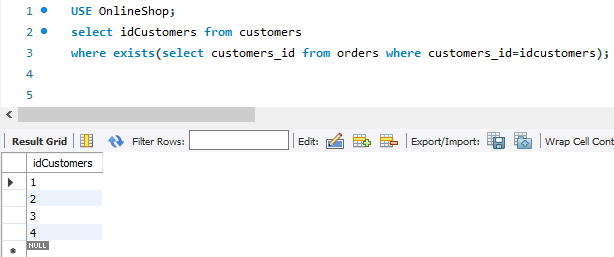 1 USE OnlineShop;
2 select idCustomers from customers
3 where exists(select customers_id from orders where customers_id=idcustomers);
4
5
Result Grid Filter Rows: Edit: Export/Import: Wrap Cell Cont
idCustomers
1
2
3
4
NULL